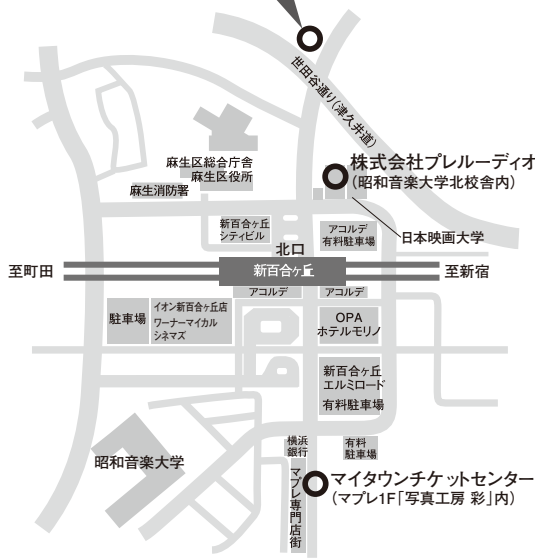 世田谷通り(津久井道)
株式会社プレルーディオ
(昭和音楽大学北校舎内)
麻生区総合庁舎
麻生区役所
麻生消防署
新百合ヶ丘
シティビル
アコルデ
有料駐車場
日本映画大学
北口
至町田
新百合ヶ丘
至新宿
アコルデ
アコルデ
駐車場
イオン新百合ヶ丘店
ワーナーマイカル
シネマズ
OPA
ホテルモリノ
新百合ヶ丘
エルミロード
有料駐車場
昭和音楽大学
横浜
銀行
有料
駐車場
マプレ専門店街
マイタウンチケットセンター
(マプレ1F「写真工房 彩」内)